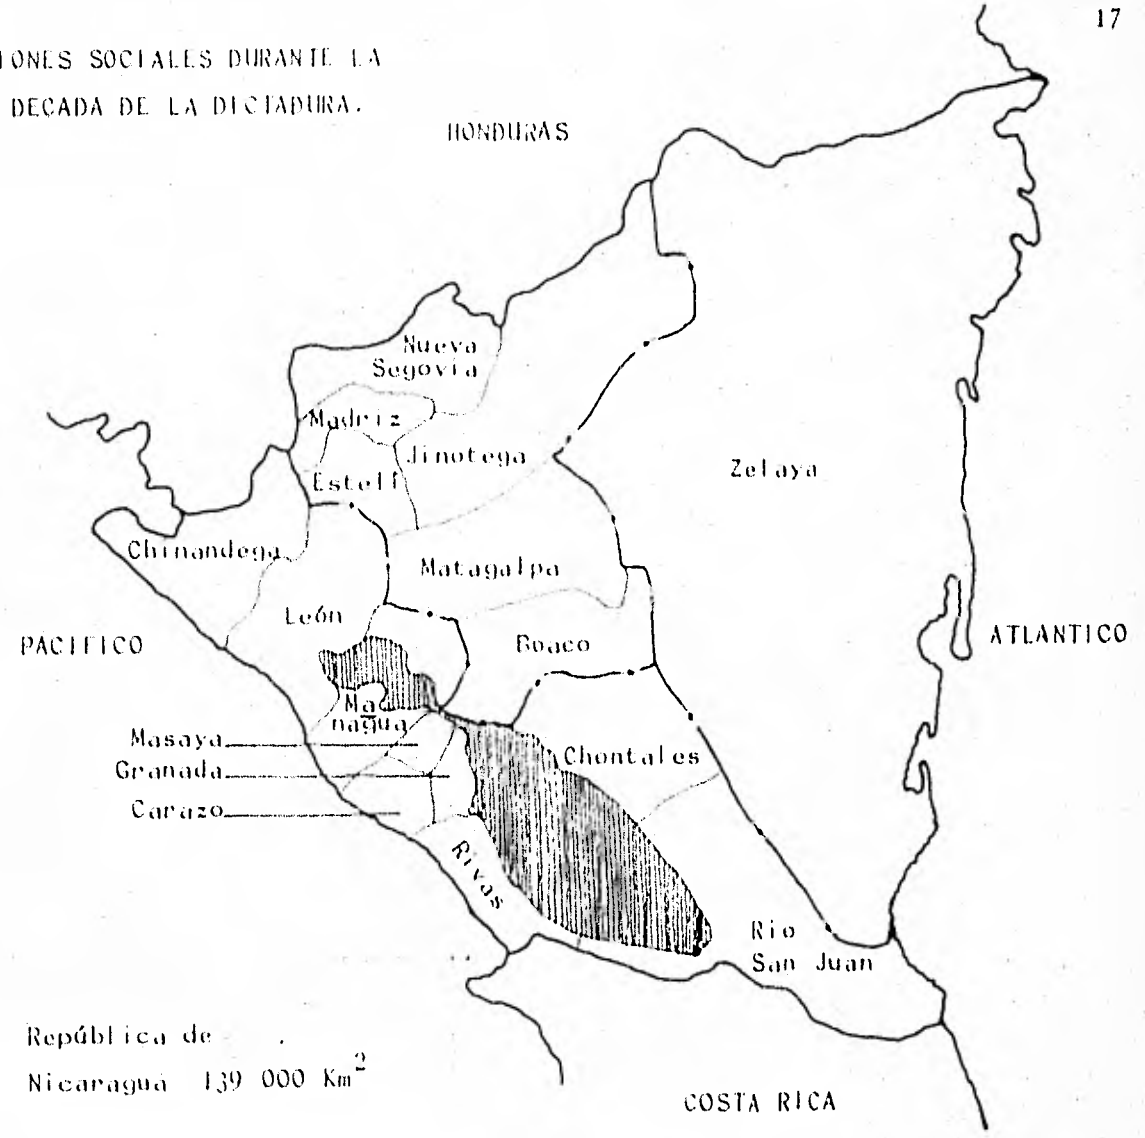 17
IONES SOCIALES DURANTE LA
DECADA DE LA DICTADURA.
HONDURAS
Nueva
Segovia
Madriz
Jinotega
Estelí
Zelaya
Chinandega
Matagalpa
León
Boaco
PACIFICO
ATLANTICO
Ma
nagua
Masaya
Chontales
Granada
Carazo
Rivas
Rio
San Juan
República de
Nicaragua 139 000 Km²
COSTA RICA